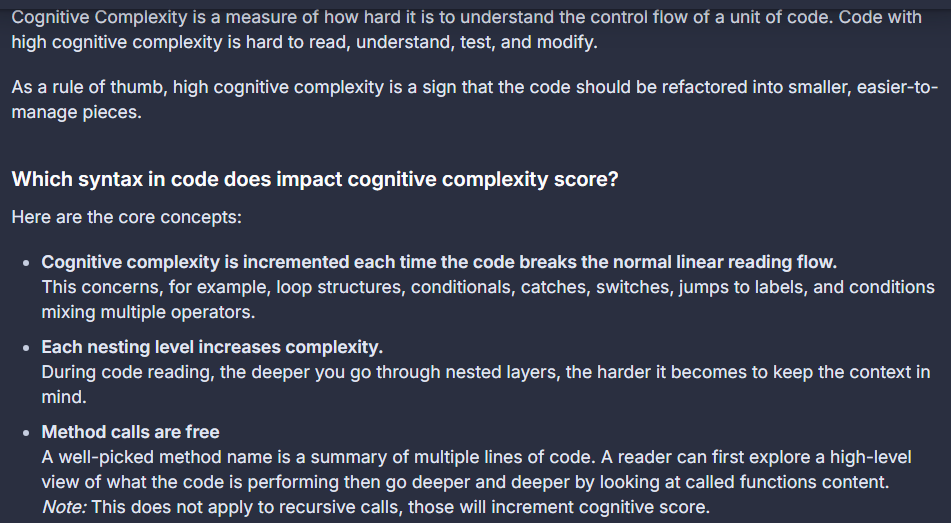 Cognitive Complexity is a measure of how hard it is to understand the control flow of a unit of code. Code with
high cognitive complexity is hard to read, understand, test, and modify.
As a rule of thumb, high cognitive complexity is a sign that the code should be refactored into smaller, easier-to-
manage pieces.
Which syntax in code does impact cognitive complexity score?
Here are the core concepts:
• Cognitive complexity is incremented each time the code breaks the normal linear reading flow.
This concerns, for example, loop structures, conditionals, catches, switches, jumps to labels, and conditions
mixing multiple operators.
• Each nesting level increases complexity.
During code reading, the deeper you go through nested layers, the harder it becomes to keep the context in
mind.
• Method calls are free
A well-picked method name is a summary of multiple lines of code. A reader can first explore a high-level
view of what the code is performing then go deeper and deeper by looking at called functions content.
Note: This does not apply to recursive calls, those will increment cognitive score.